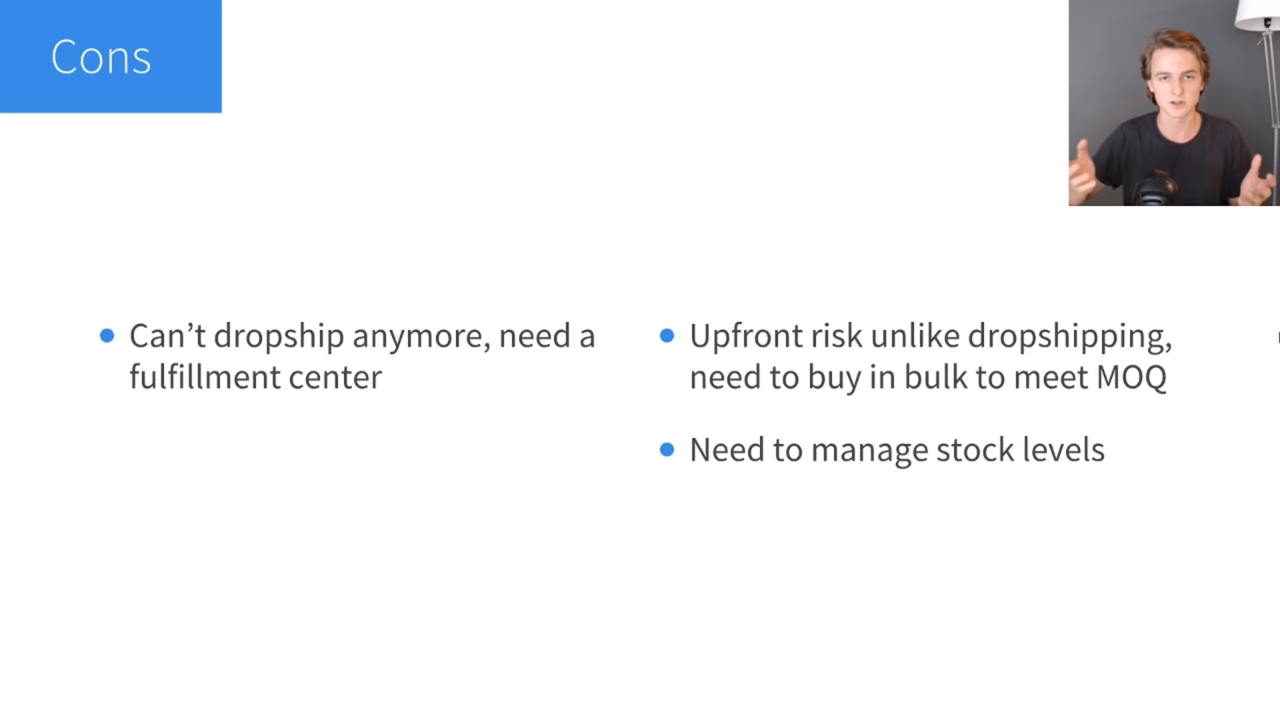 Cons
Can’t dropship anymore, need a
fulfillment center
Upfront risk unlike dropshipping,
need to buy in bulk to meet MOQ
Need to manage stock levels